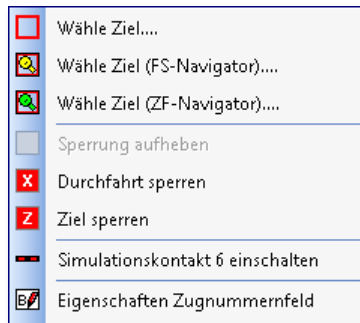 Wähle Ziel....
Wähle Ziel (FS-Navigator)....
Wähle Ziel (ZF-Navigator)....
Sperrung aufheben
X Durchfahrt sperren
Z Ziel sperren
Simulationskontakt 6 einschalten
B Eigenschaften Zugnummernfeld